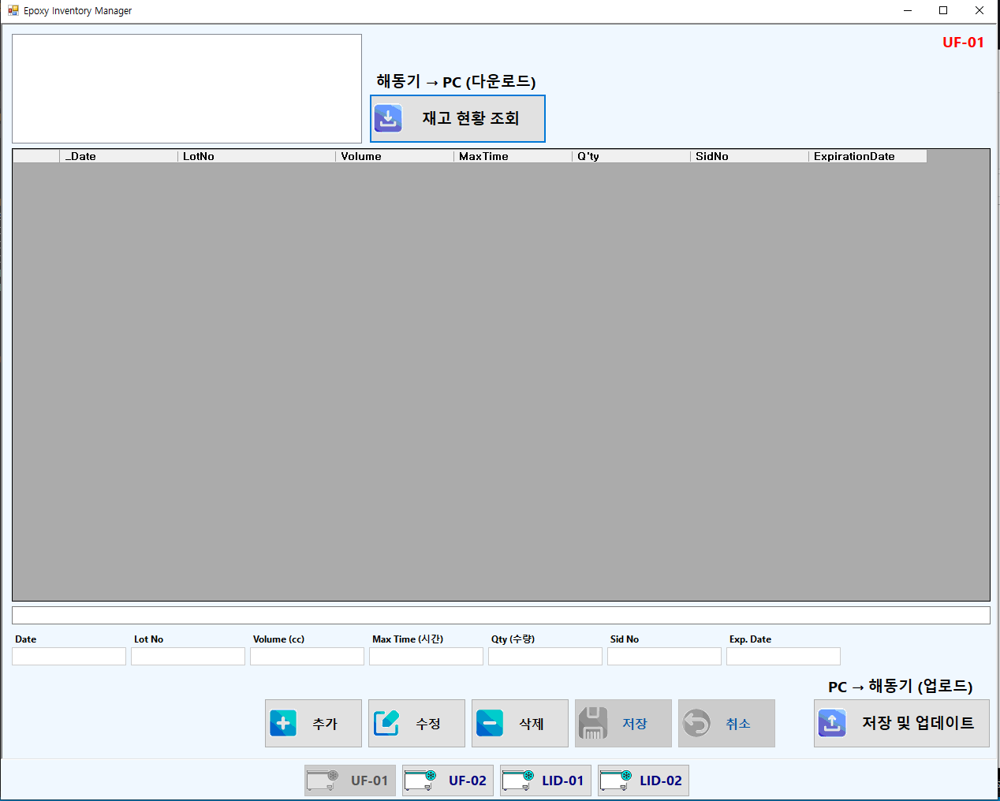 Epoxy Inventory Manager
UF-01
해동기 → PC (다운로드)
재고 현황 조회
_Date LotNo Volume MaxTime Q'ty SidNo ExpirationDate
Date Lot No Volume (cc) Max Time (시간) Qty (수량) Sid No Exp. Date
PC → 해동기 (업로드)
추가 수정 삭제 저장 취소 저장 및 업데이트
UF-01 UF-02 LID-01 LID-02